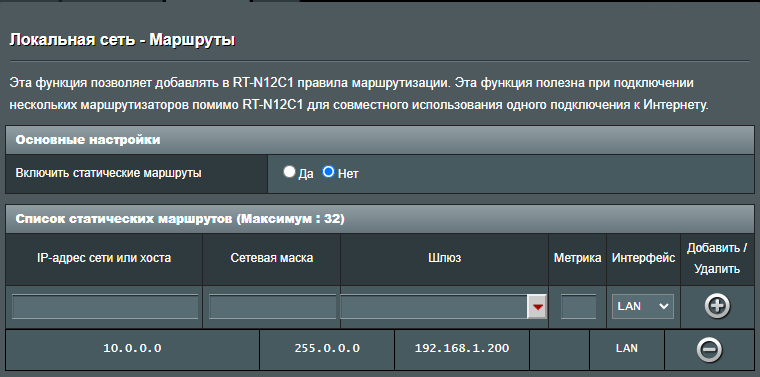 Локальная сеть - Маршруты
Эта функция позволяет добавлять в RT-N12C1 правила маршрутизации. Эта функция полезна при подключении
нескольких маршрутизаторов помимо RT-N12C1 для совместного использования одного подключения к Интернету.
Основные настройки
Включить статические маршруты Да Нет
Список статических маршрутов (Максимум : 32)
IP-адрес сети или хоста Сетевая маска Шлюз Метрика Интерфейс Добавить / Удалить
LAN
10.0.0.0 255.0.0.0 192.168.1.200 LAN